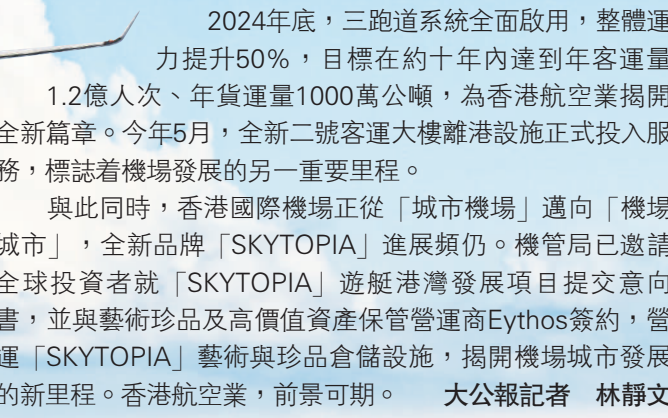 2024年底，三跑道系統全面啟用，整體運
力提升50%，目標在約十年內達到年客運量
1.2億人次、年貨運量1000萬公噸，為香港航空業揭開
全新篇章。今年5月，全新二號客運大樓離港設施正式投入服
務，標誌着機場發展的另一重要里程。
與此同時，香港國際機場正從「城市機場」邁向「機場
城市」，全新品牌「SKYTOPIA」進展頻仍。機管局已邀請
全球投資者就「SKYTOPIA」遊艇港灣發展項目提交意向
書，並與藝術珍品及高價值資產保管營運商Eythos簽約，營
運「SKYTOPIA」藝術與珍品倉儲設施，揭開機場城市發展
的新里程。香港航空業，前景可期。 大公報記者 林靜文